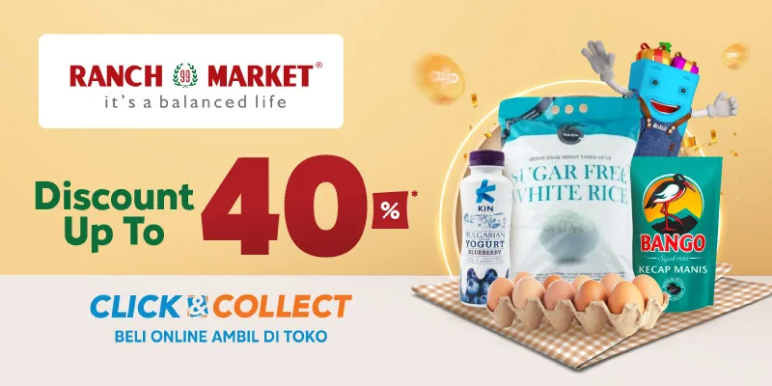 RANCH 99 MARKET®
it's a balanced life
Discount
Up To
40%*
CLICK & COLLECT
BELI ONLINE AMBIL DI TOKO
SUGAR FREE
WHITE RICE
KIN
BULGARIAN
YOGURT
BLUEBERRY
BANGO
KECAP MANIS